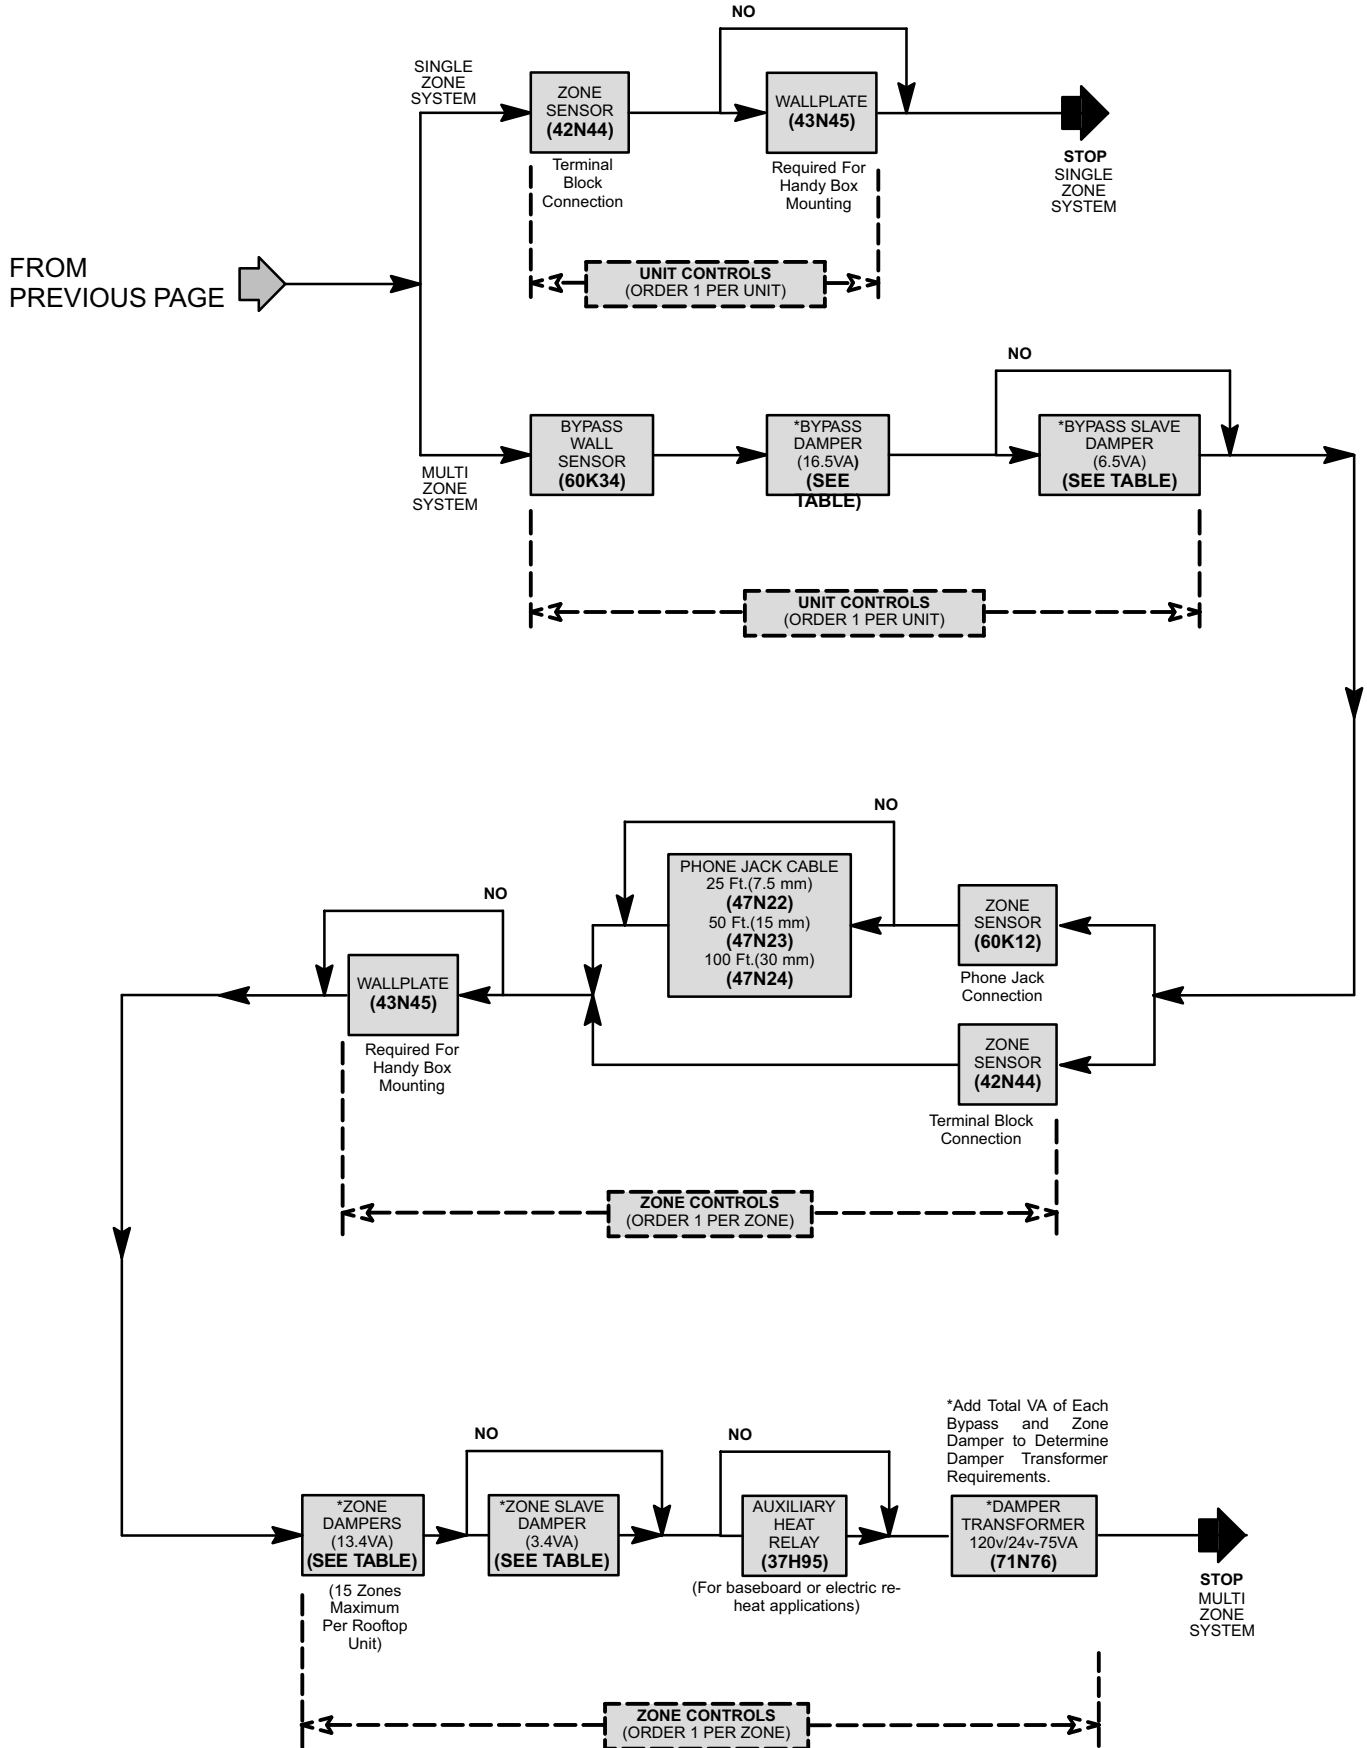 NO
SINGLE
ZONE
SYSTEM
ZONE
SENSOR
(42N44)
WALLPLATE
(43N45)
Terminal
Block
Connection
Required For
Handy Box
Mounting
STOP
SINGLE
ZONE
SYSTEM
FROM
PREVIOUS PAGE
UNIT CONTROLS
(ORDER 1 PER UNIT)
NO
MULTI
ZONE
SYSTEM
BYPASS
WALL
SENSOR
(60K34)
*BYPASS
DAMPER
(16.5VA)
(SEE
TABLE)
*BYPASS SLAVE
DAMPER
(6.5VA)
(SEE TABLE)
UNIT CONTROLS
(ORDER 1 PER UNIT)
NO
NO
PHONE JACK CABLE
25 Ft.(7.5 mm)
(47N22)
50 Ft.(15 mm)
(47N23)
100 Ft.(30 mm)
(47N24)
ZONE
SENSOR
(60K12)
Phone Jack
Connection
WALLPLATE
(43N45)
Required For
Handy Box
Mounting
ZONE
SENSOR
(42N44)
Terminal Block
Connection
ZONE CONTROLS
(ORDER 1 PER ZONE)
NO
NO
*Add Total VA of Each
Bypass and Zone
Damper to Determine
Damper Transformer
Requirements.
*ZONE
DAMPERS
(13.4VA)
(SEE TABLE)
(15 Zones
Maximum
Per Rooftop
Unit)
*ZONE SLAVE
DAMPER
(3.4VA)
(SEE TABLE)
AUXILIARY
HEAT
RELAY
(37H95)
(For baseboard or electric re-
heat applications)
*DAMPER
TRANSFORMER
120v/24v-75VA
(71N76)
STOP
MULTI
ZONE
SYSTEM
ZONE CONTROLS
(ORDER 1 PER ZONE)